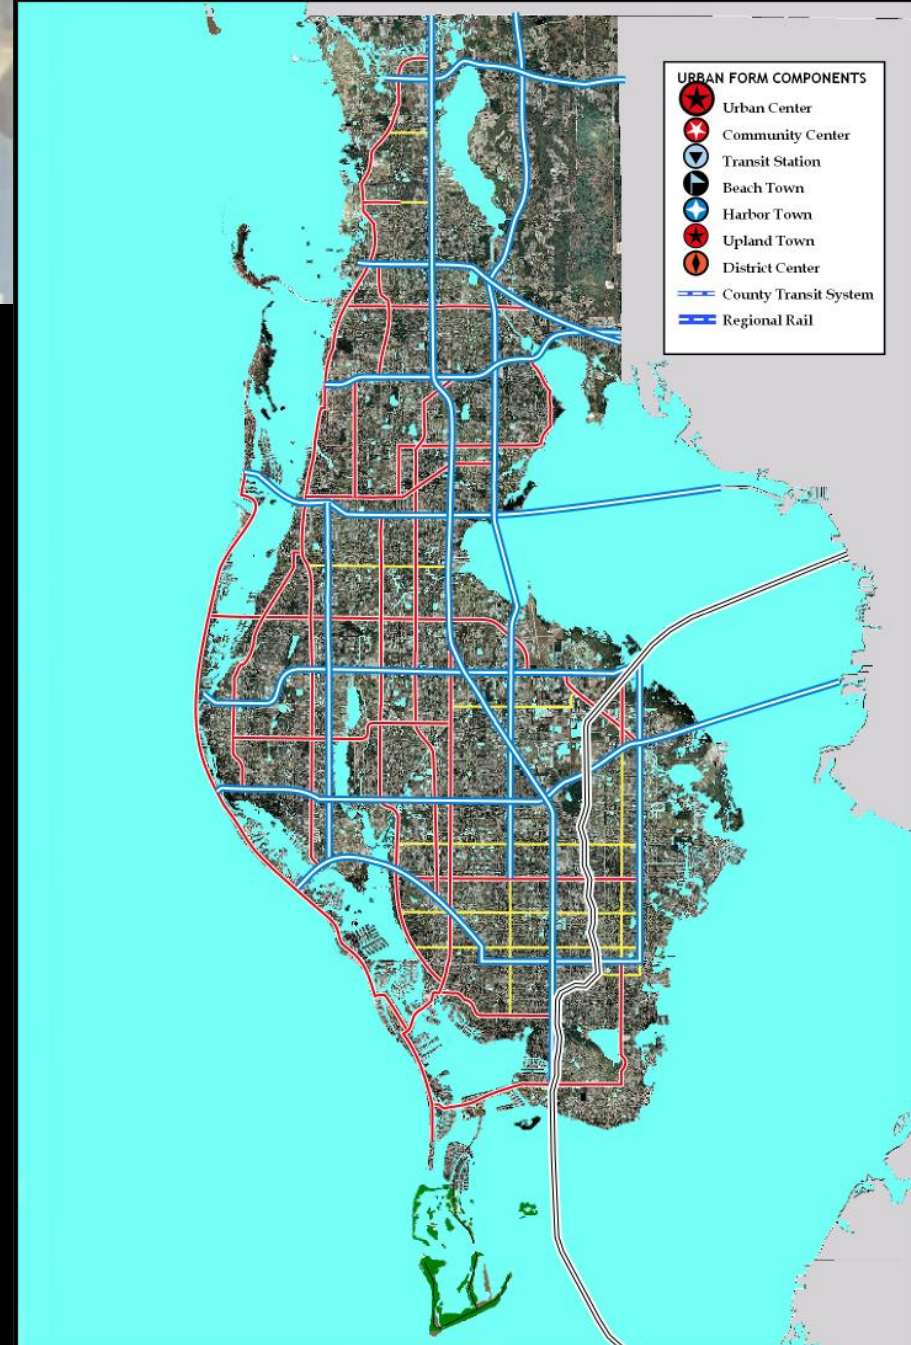 URBAN FORM COMPONENTS
Urban Center
Community Center
Transit Station
Beach Town
Harbor Town
Upland Town
District Center
County Transit System
Regional Rail